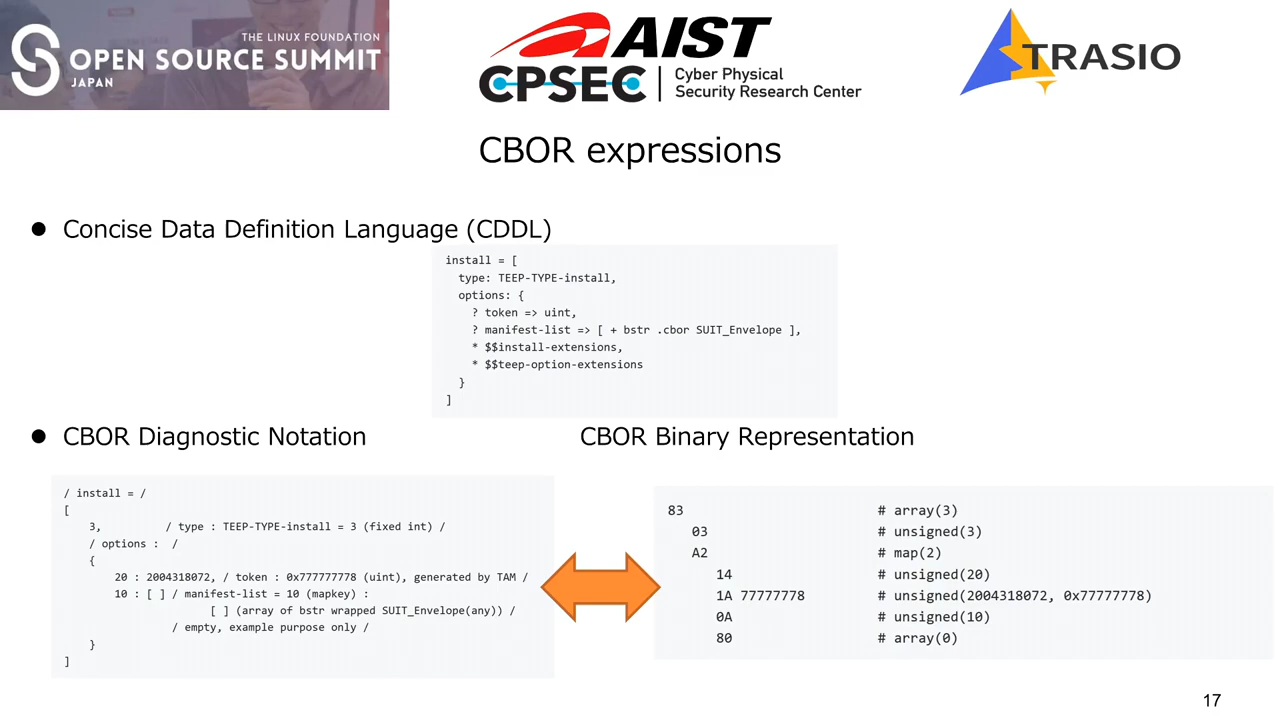 THE LINUX FOUNDATION
OPEN SOURCE SUMMIT
JAPAN
AIST
CPSEC
Cyber Physical
Security Research Center
TRASIO
CBOR expressions
● Concise Data Definition Language (CDDL)
install = [
type: TEEP-TYPE-install,
options: {
? token => uint,
? manifest-list => [ + bstr .cbor SUIT_Envelope ],
* $$install-extensions,
* $$teep-option-extensions
}
]
● CBOR Diagnostic Notation
/ install = /
[
3, / type : TEEP-TYPE-install = 3 (fixed int) /
/ options : /
{
20 : 2004318072, / token : 0x777777778 (uint), generated by TAM /
10 : [ ] / manifest-list = 10 (mapkey) :
[ ] (array of bstr wrapped SUIT_Envelope(any)) /
/ empty, example purpose only /
}
]
CBOR Binary Representation
83 # array(3)
03 # unsigned(3)
A2 # map(2)
14 # unsigned(20)
1A 77777778 # unsigned(2004318072, 0x77777778)
0A # unsigned(10)
80 # array(0)
17